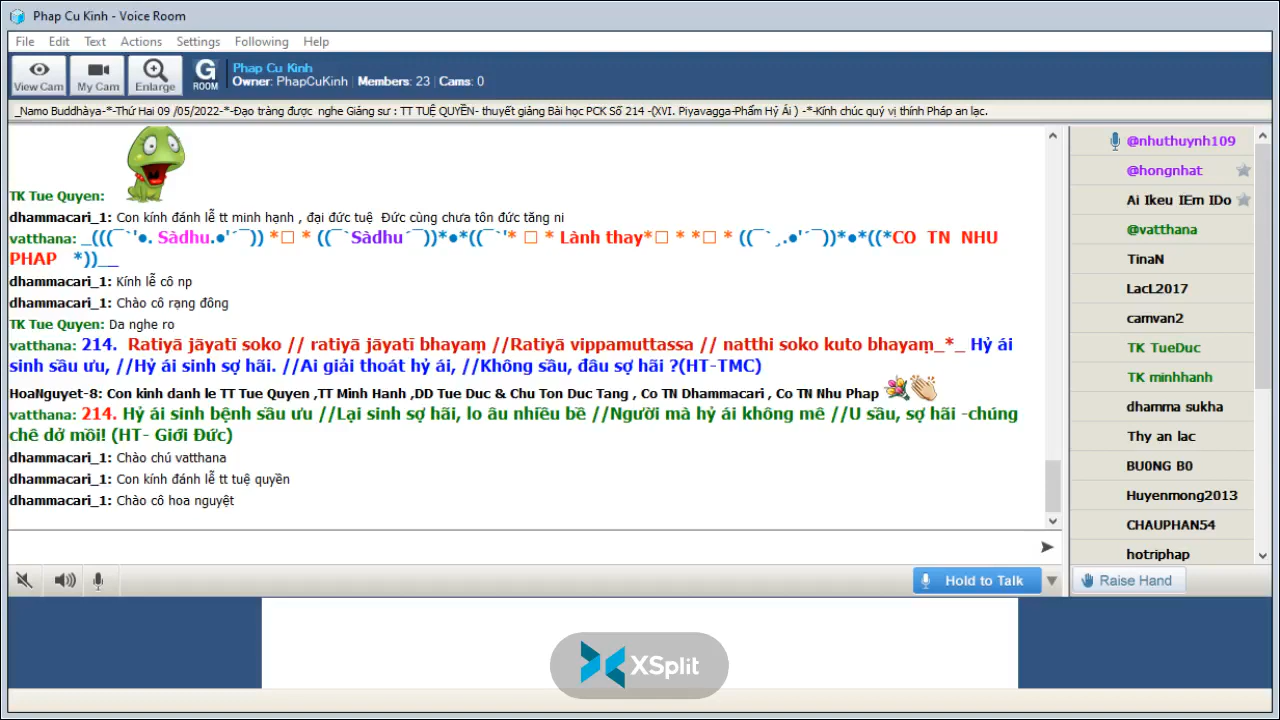 Phap Cu Kinh - Voice Room
File Edit Text Actions Settings Following Help
View Cam My Cam Enlarge G ROOM
Phap Cu Kinh
Owner: PhapCuKinh | Members: 23 | Cams: 0
_Namo Buddhàya-*-Thứ Hai 09 /05/2022-*-Đạo tràng được nghe Giảng sư : TT TUỆ QUYỀN- thuyết giảng Bài học PCK Số 214 -(XVI. Piyavagga-Phẩm Hỷ Ái ) -*-Kính chúc quý vị thính Pháp an lạc.
TK Tue Quyen:
dhammacari_1: Con kính đánh lễ tt minh hạnh , đại đức tuệ Đức cùng chưa tôn đức tăng ni
vatthana: _(((¯`'●. Sàdhu.●'´¯)) *□ * ((¯`Sàdhu´¯))*●*((¯`'* □ * Lành thay*□ * *□ * ((¯`¸.●'´¯))*●*((*CO TN NHU
PHAP *))__
dhammacari_1: Kính lễ cô np
dhammacari_1: Chào cô rạng đông
TK Tue Quyen: Da nghe ro
vatthana: 214. Ratiyā jāyatī soko // ratiyā jāyatī bhayaṃ //Ratiyā vippamuttassa // natthi soko kuto bhayaṃ_*_ Hỷ ái
sinh sầu ưu, //Hỷ ái sinh sợ hãi. //Ai giải thoát hỷ ái, //Không sầu, đâu sợ hãi ?(HT-TMC)
HoaNguyet-8: Con kinh danh le TT Tue Quyen ,TT Minh Hanh ,DD Tue Duc & Chu Ton Duc Tang , Co TN Dhammacari , Co TN Nhu Phap
vatthana: 214. Hỷ ái sinh bệnh sầu ưu //Lại sinh sợ hãi, lo âu nhiều bề //Người mà hỷ ái không mê //U sầu, sợ hãi -chúng
chê dở mồi! (HT- Giới Đức)
dhammacari_1: Chào chú vatthana
dhammacari_1: Con kính đánh lễ tt tuệ quyền
dhammacari_1: Chào cô hoa nguyệt
@nhuthuynh109
@hongnhat
Ai Ikeu IEm IDo
@vatthana
TinaN
LacL2017
camvan2
TK TueDuc
TK minhhanh
dhamma sukha
Thy an lac
BU0NG B0
Huyenmong2013
CHAUPHAN54
hotriphap
Hold to Talk
Raise Hand
XSplit